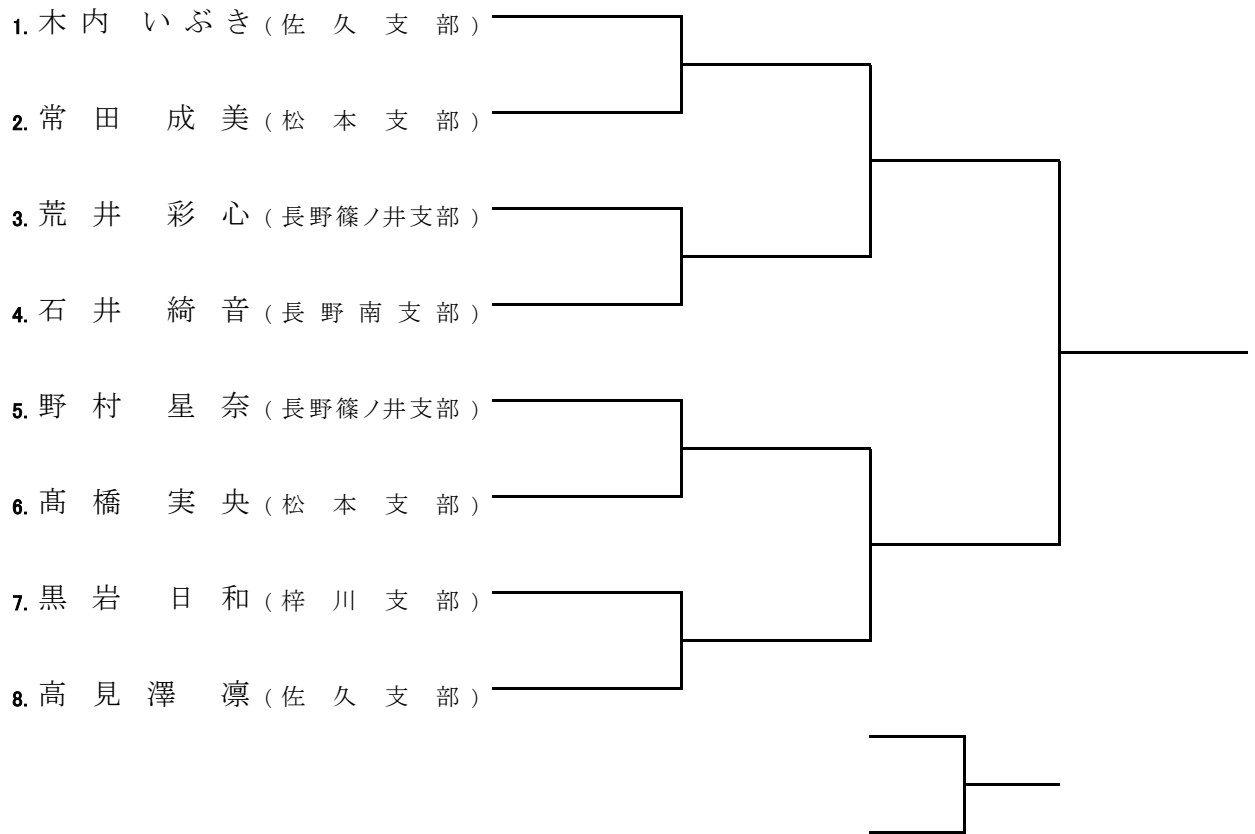 1. 木内 いぶき (佐久支部)
2. 常田 成美 (松本支部)
3. 荒井 彩心 (長野篠ノ井支部)
4. 石井 綺音 (長野南支部)
5. 野村 星奈 (長野篠ノ井支部)
6. 髙橋 実央 (松本支部)
7. 黒岩 日和 (梓川支部)
8. 高見澤 凛 (佐久支部)